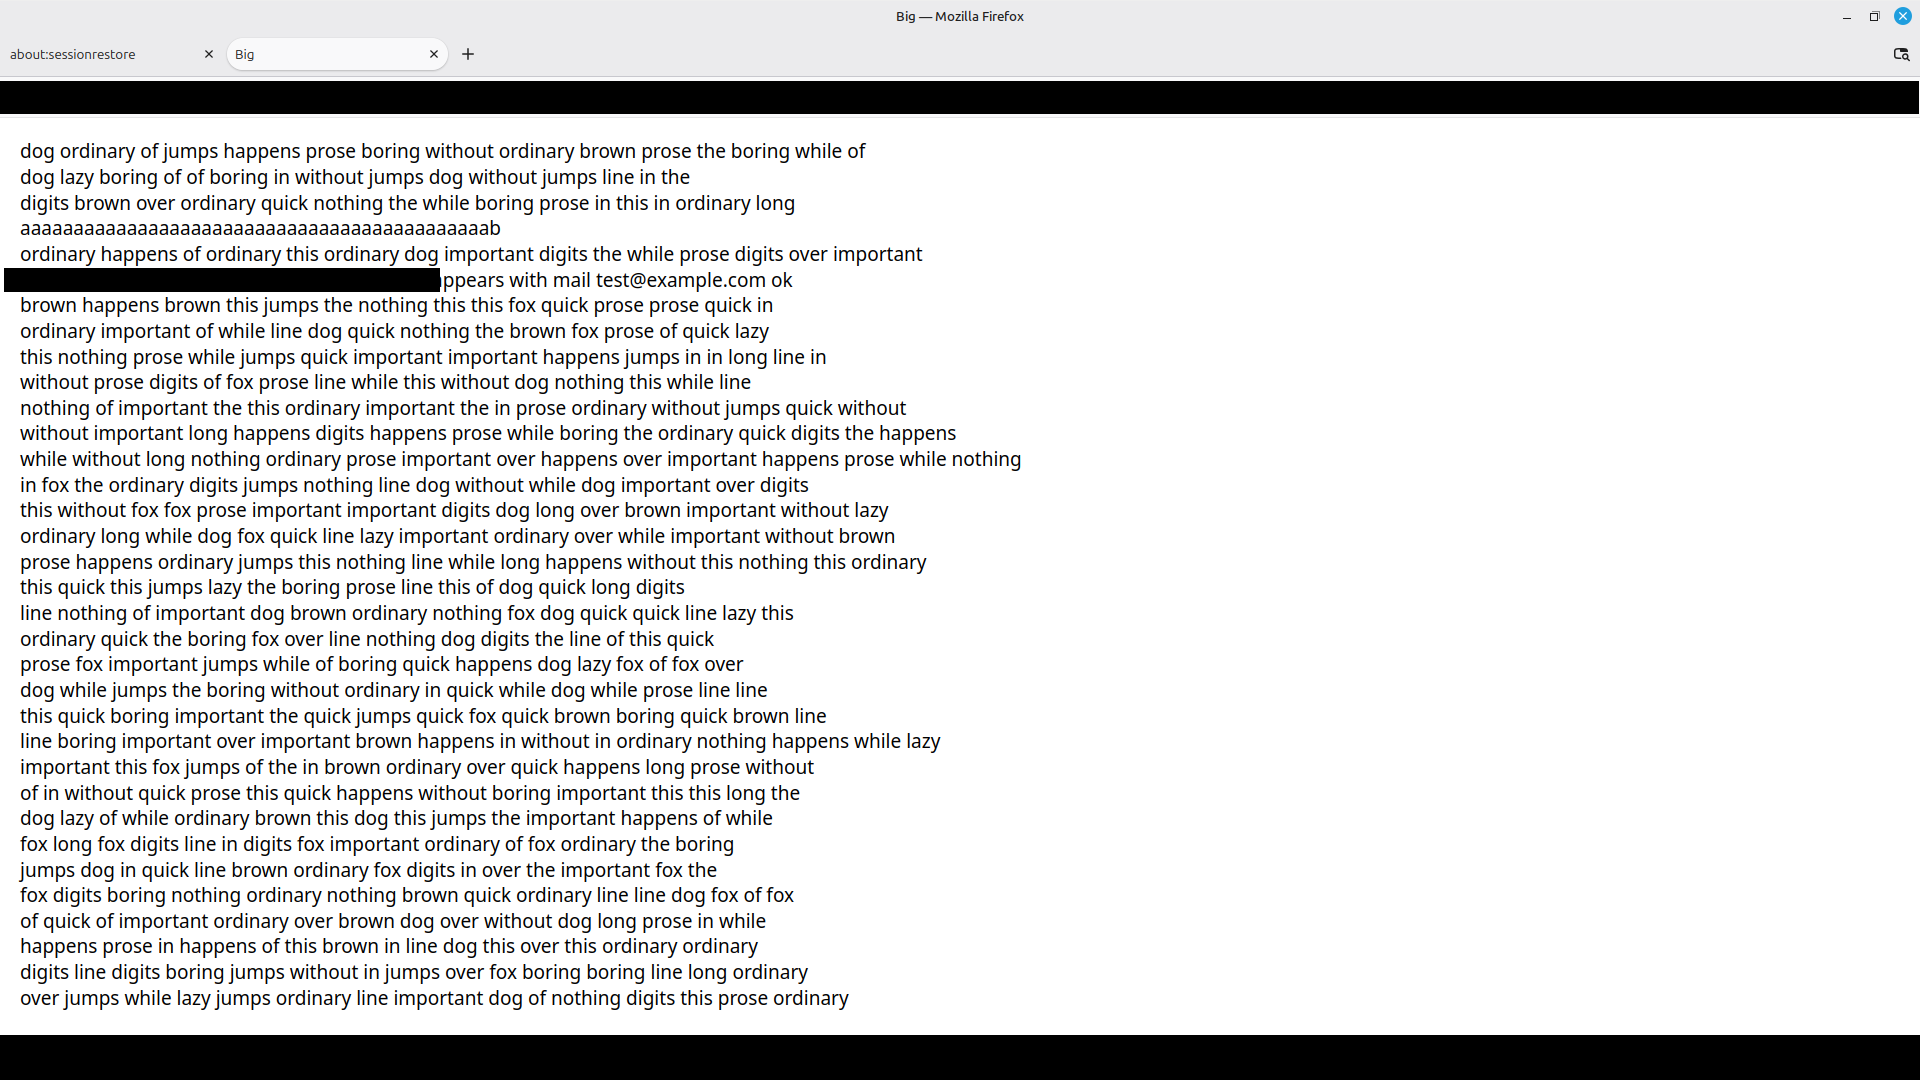 Big — Mozilla Firefox
about:sessionrestore
Big
dog ordinary of jumps happens prose boring without ordinary brown prose the boring while of
dog lazy boring of of boring in without jumps dog without jumps line in the
digits brown over ordinary quick nothing the while boring prose in this in ordinary long
aaaaaaaaaaaaaaaaaaaaaaaaaaaaaaaaaaaaaaaaaaaab
ordinary happens of ordinary this ordinary dog important digits the while prose digits over important
with mail test@example.com ok
brown happens brown this jumps the nothing this this fox quick prose prose quick in
ordinary important of while line dog quick nothing the brown fox prose of quick lazy
this nothing prose while jumps quick important important happens jumps in in long line in
without prose digits of fox prose line while this without dog nothing this while line
nothing of important the this ordinary important the in prose ordinary without jumps quick without
without important long happens digits happens prose while boring the ordinary quick digits the happens
while without long nothing ordinary prose important over happens over important happens prose while nothing
in fox the ordinary digits jumps nothing line dog without while dog important over digits
this without fox fox prose important important digits dog long over brown important without lazy
ordinary long while dog fox quick line lazy important ordinary over while important without brown
prose happens ordinary jumps this nothing line while long happens without this nothing this ordinary
this quick this jumps lazy the boring prose line this of dog quick long digits
line nothing of important dog brown ordinary nothing fox dog quick quick line lazy this
ordinary quick the boring fox over line nothing dog digits the line of this quick
prose fox important jumps while of boring quick happens dog lazy fox of fox over
dog while jumps the boring without ordinary in quick while dog while prose line line
this quick boring important the quick jumps quick fox quick brown boring quick brown line
line boring important over important brown happens in without in ordinary nothing happens while lazy
important this fox jumps of the in brown ordinary over quick happens long prose without
of in without quick prose this quick happens without boring important this this long the
dog lazy of while ordinary brown this dog this jumps the important happens of while
fox long fox digits line in digits fox important ordinary of fox ordinary the boring
jumps dog in quick line brown ordinary fox digits in over the important fox the
fox digits boring nothing ordinary nothing brown quick ordinary line line dog fox of fox
of quick of important ordinary over brown dog over without dog long prose in while
happens prose in happens of this brown in line dog this over this ordinary ordinary
digits line digits boring jumps without in jumps over fox boring boring line long ordinary
over jumps while lazy jumps ordinary line important dog of nothing digits this prose ordinary